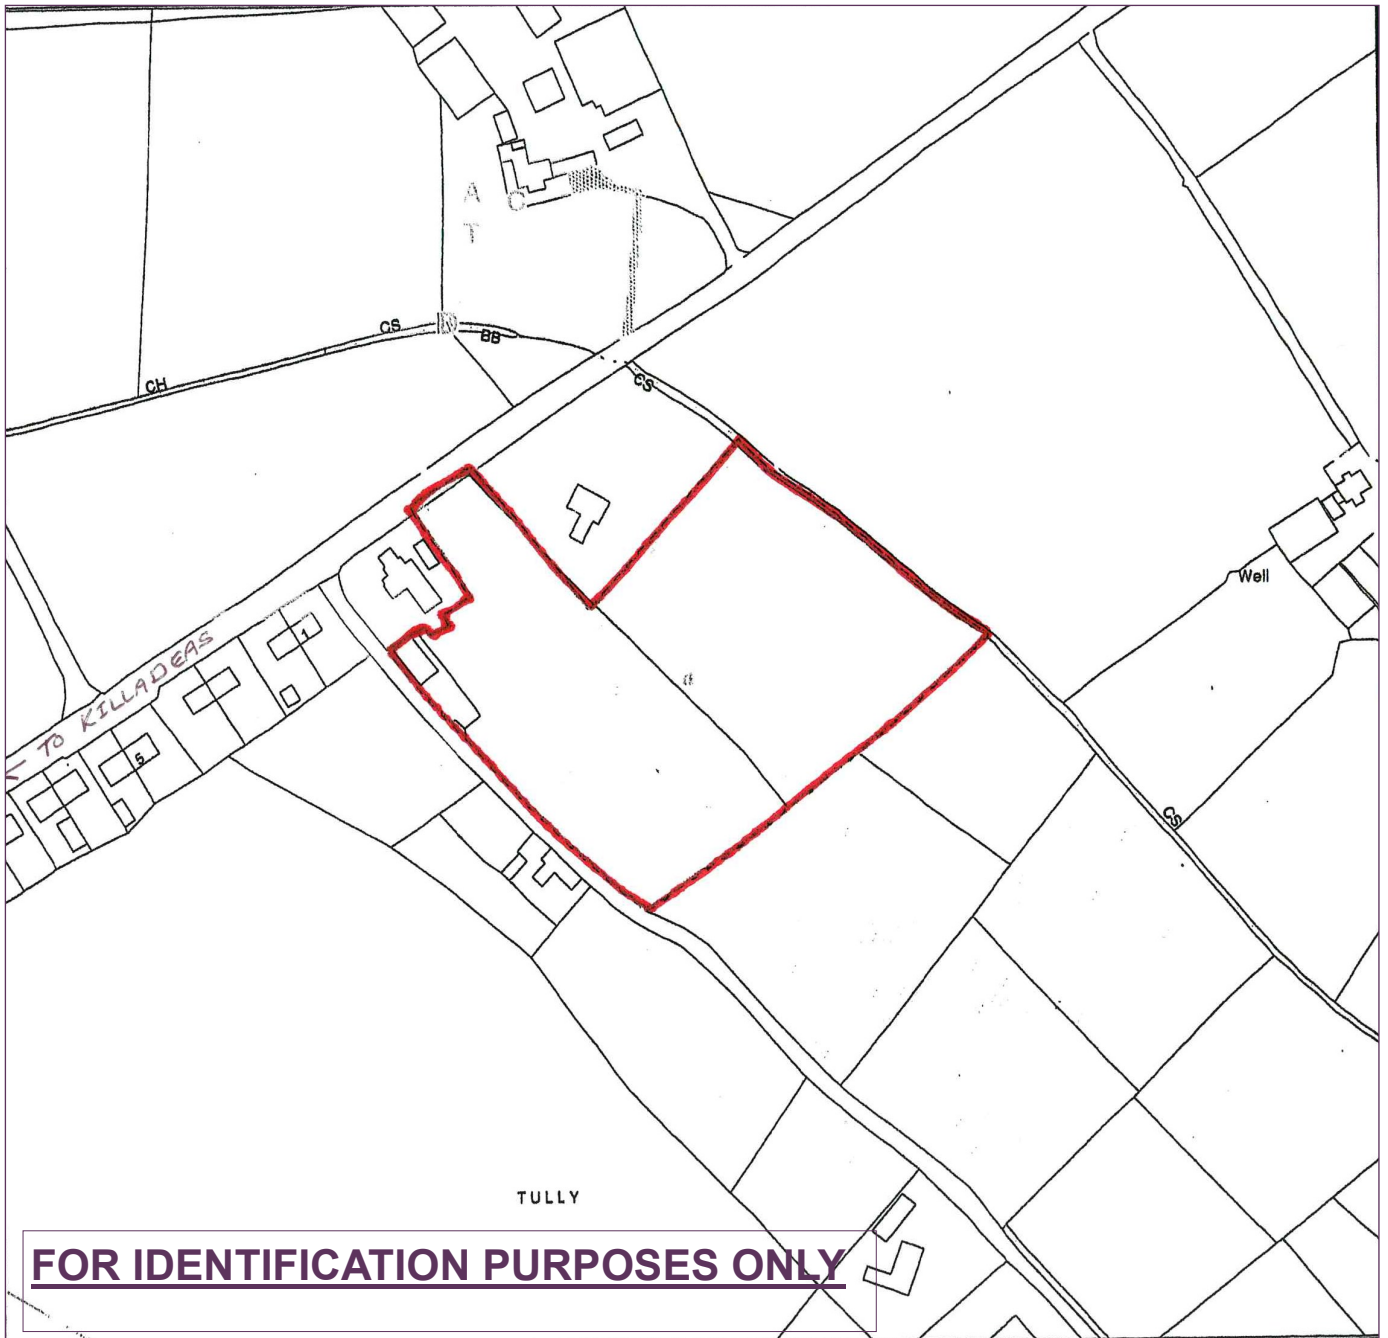 A
C
T
CS
BB
CH
CS
Well
1
TO KILLADEAS
5
CS
TULLY
FOR IDENTIFICATION PURPOSES ONLY